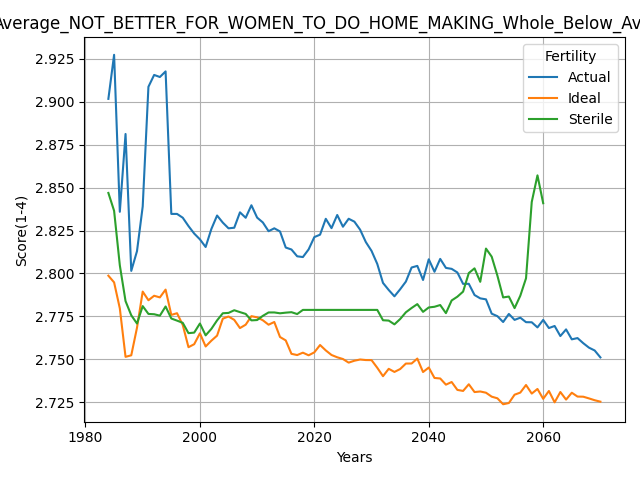 Average_NOT_BETTER_FOR_WOMEN_TO_DO_HOME_MAKING_Whole_Below_Av
Fertility
Actual
Ideal
Sterile
2.925
2.900
2.875
2.850
2.825
2.800
2.775
2.750
2.725
Score(1-4)
1980 2000 2020 2040 2060
Years